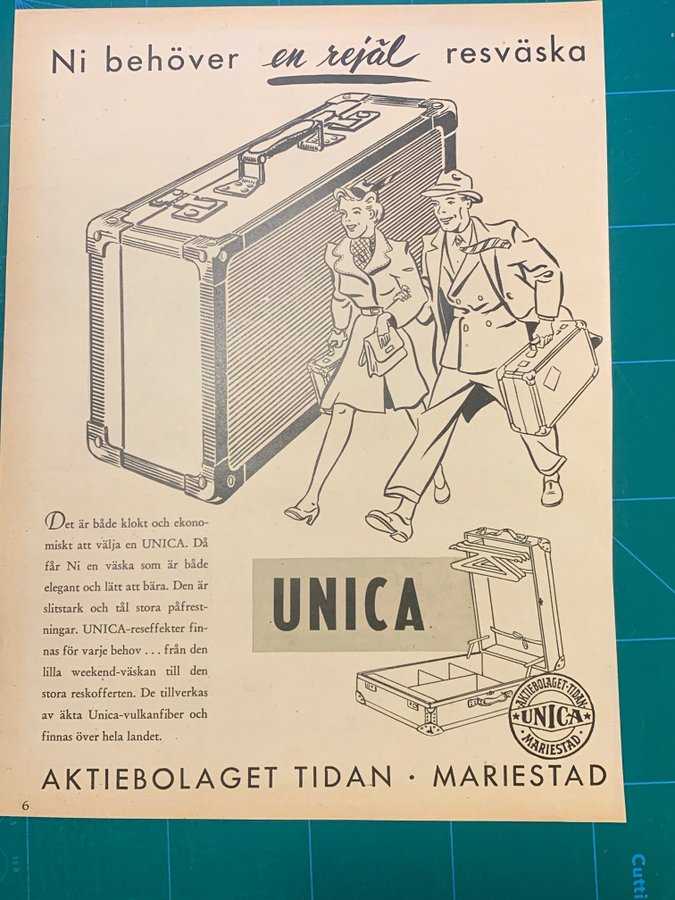 Ni behöver en rejäl resväska
Det är både klokt och ekono-
miskt att välja en UNICA. Då
får Ni en väska som är både
elegant och lätt att bära. Den är
slitstark och tål stora påfrest-
ningar. UNICA-reseffekter fin-
nas för varje behov ... från den
lilla weekend-väskan till den
stora reskofferten. De tillverkas
av äkta Unica-vulkanfiber och
finnas över hela landet.
UNICA
AKTIEBOLAGET·TIDAN
UNICA
·MARIESTAD·
AKTIEBOLAGET TIDAN · MARIESTAD
6
Cutti